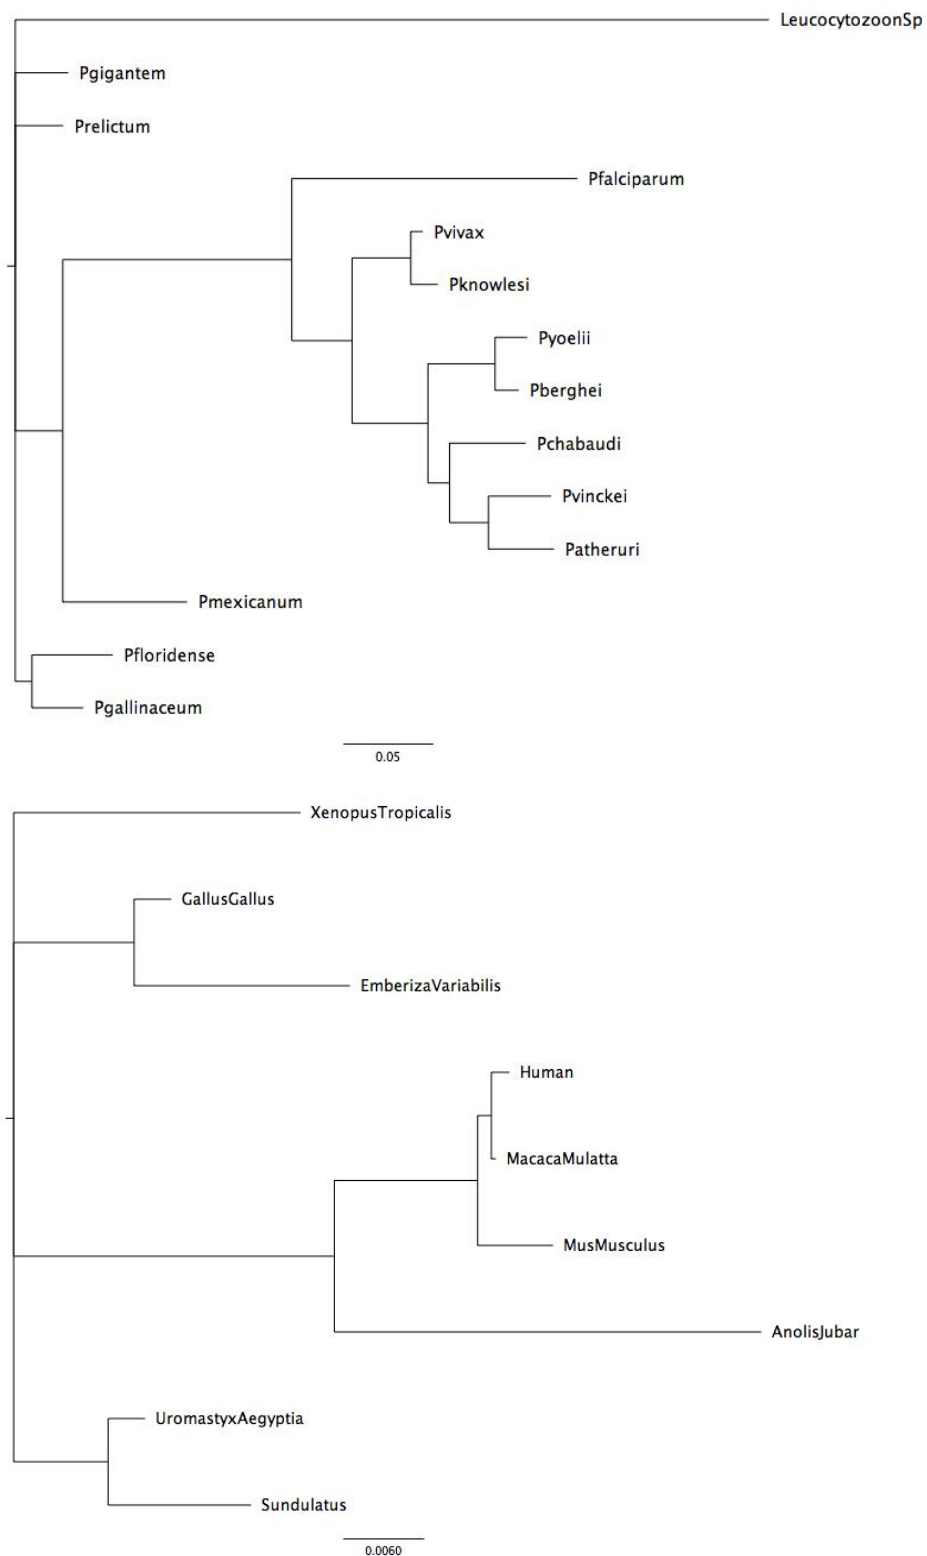 LeucocytozoonSp
Pgigantem
Prelictum
Pfalciparum
Pvivax
Pknowlesi
Pyoelii
Pberghei
Pchabaudi
Pvinckei
Patheruri
Pmexicanum
Pfloridense
Pgallinaceum
0.05
XenopusTropicalis
GallusGallus
EmberizaVariabilis
Human
MacacaMulatta
MusMusculus
AnolisJubar
UromastyxAegyptia
Sundulatus
0.0060